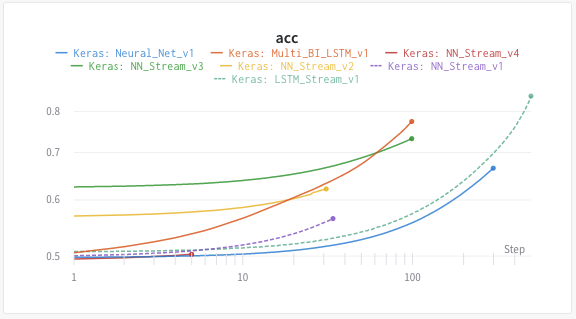 acc
Keras: Neural_Net_v1 Keras: Multi_BI_LSTM_v1 Keras: NN_Stream_v4
Keras: NN_Stream_v3 Keras: NN_Stream_v2 Keras: NN_Stream_v1
Keras: LSTM_Stream_v1
0.8
0.7
0.6
0.5
Step
1 10 100